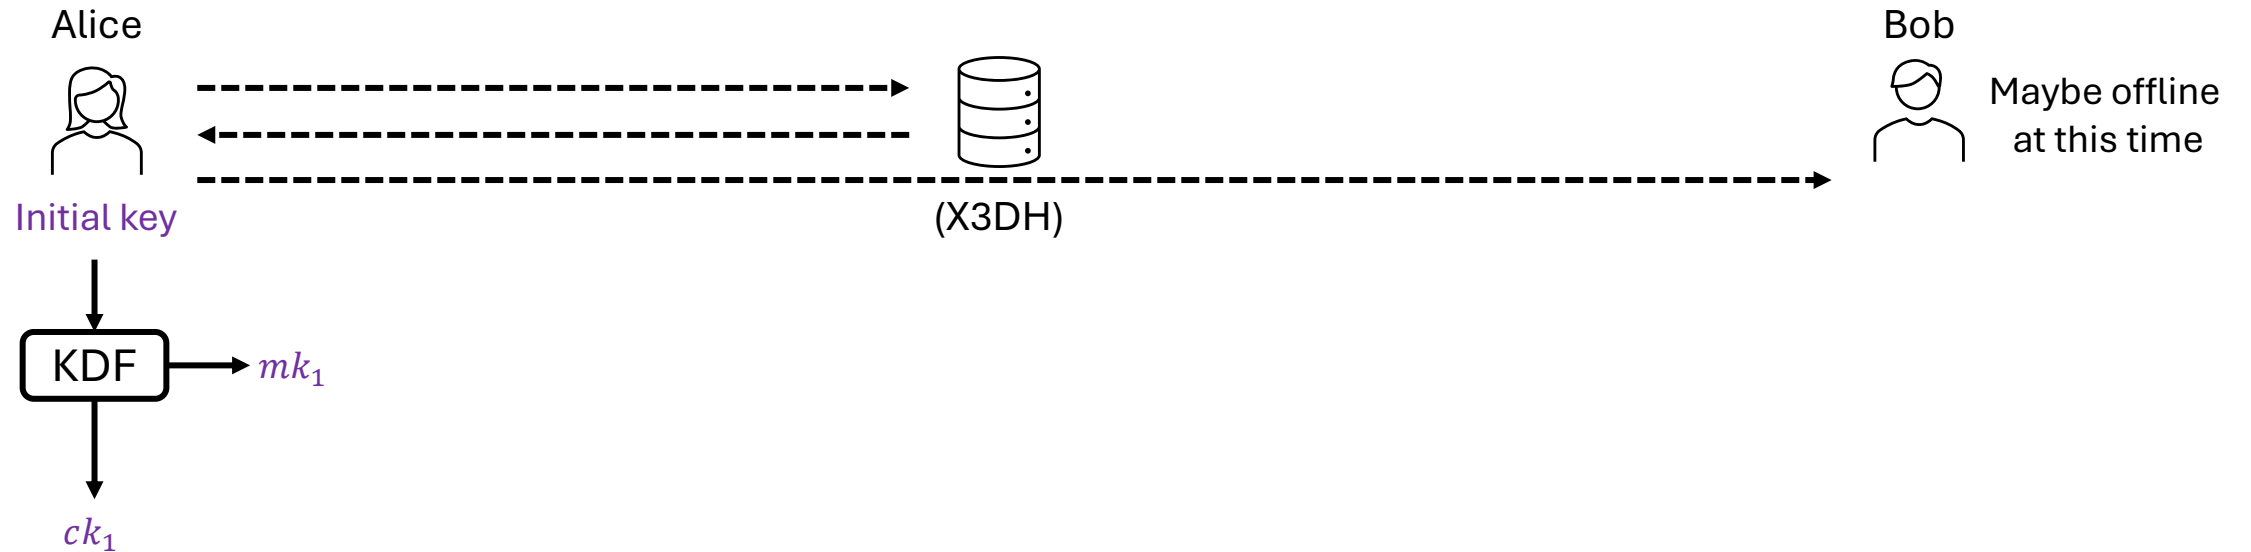 Alice
Bob
Maybe offline
at this time
Initial key
(X3DH)
KDF
mk₁
ck₁